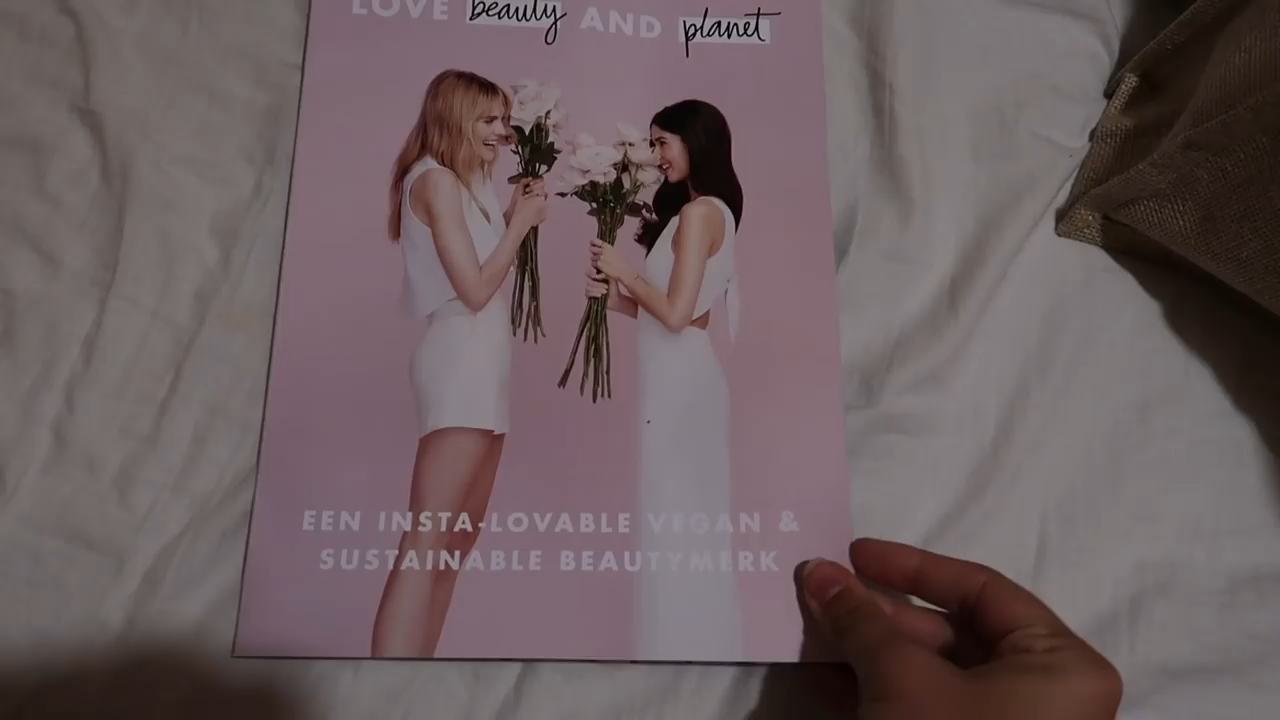 LOVE beauty AND planet
EEN INSTA-LOVABLE VEGAN &
SUSTAINABLE BEAUTYMERK